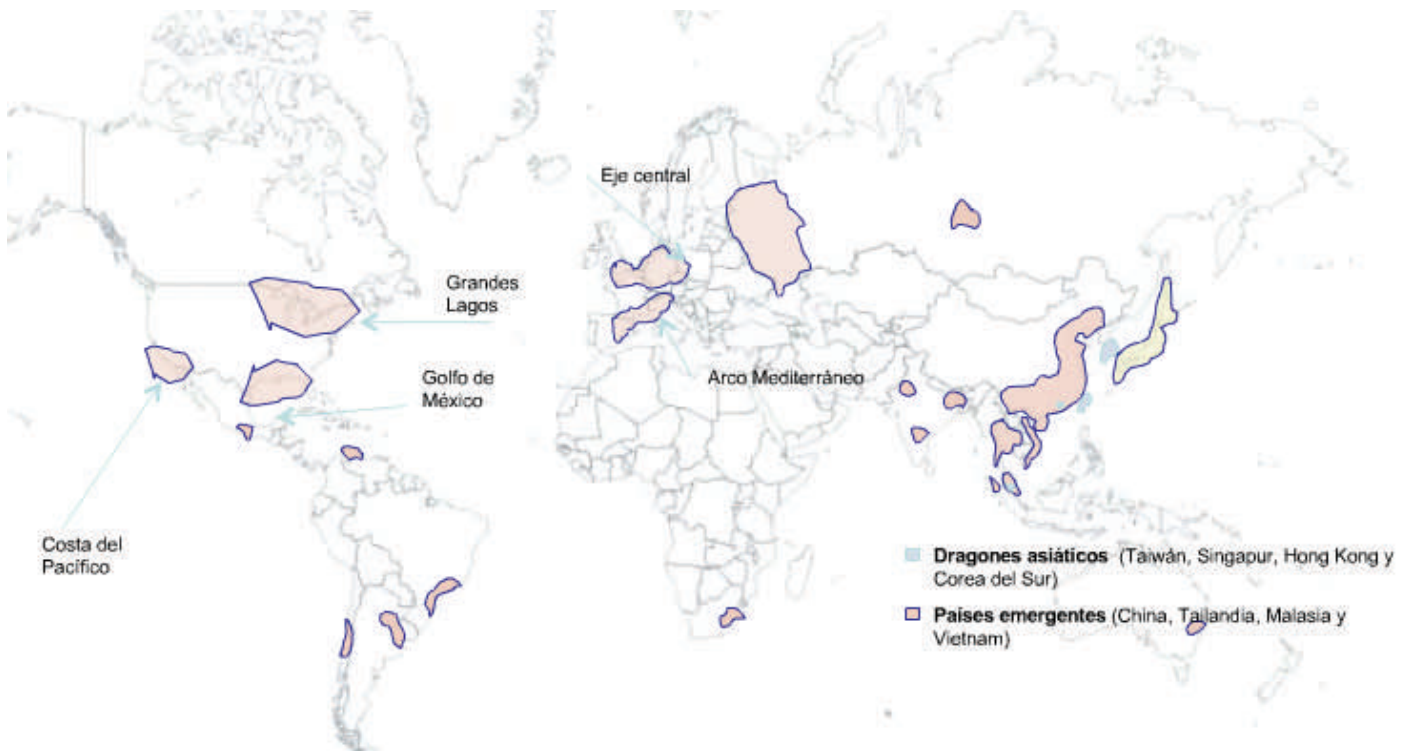 Eje central
Grandes
Lagos
Golfo de
México
Arco Mediterráneo
Costa del
Pacífico
Dragones asiáticos (Taiwán, Singapur, Hong Kong y
Corea del Sur)
Países emergentes (China, Tailandia, Malasia y
Vietnam)